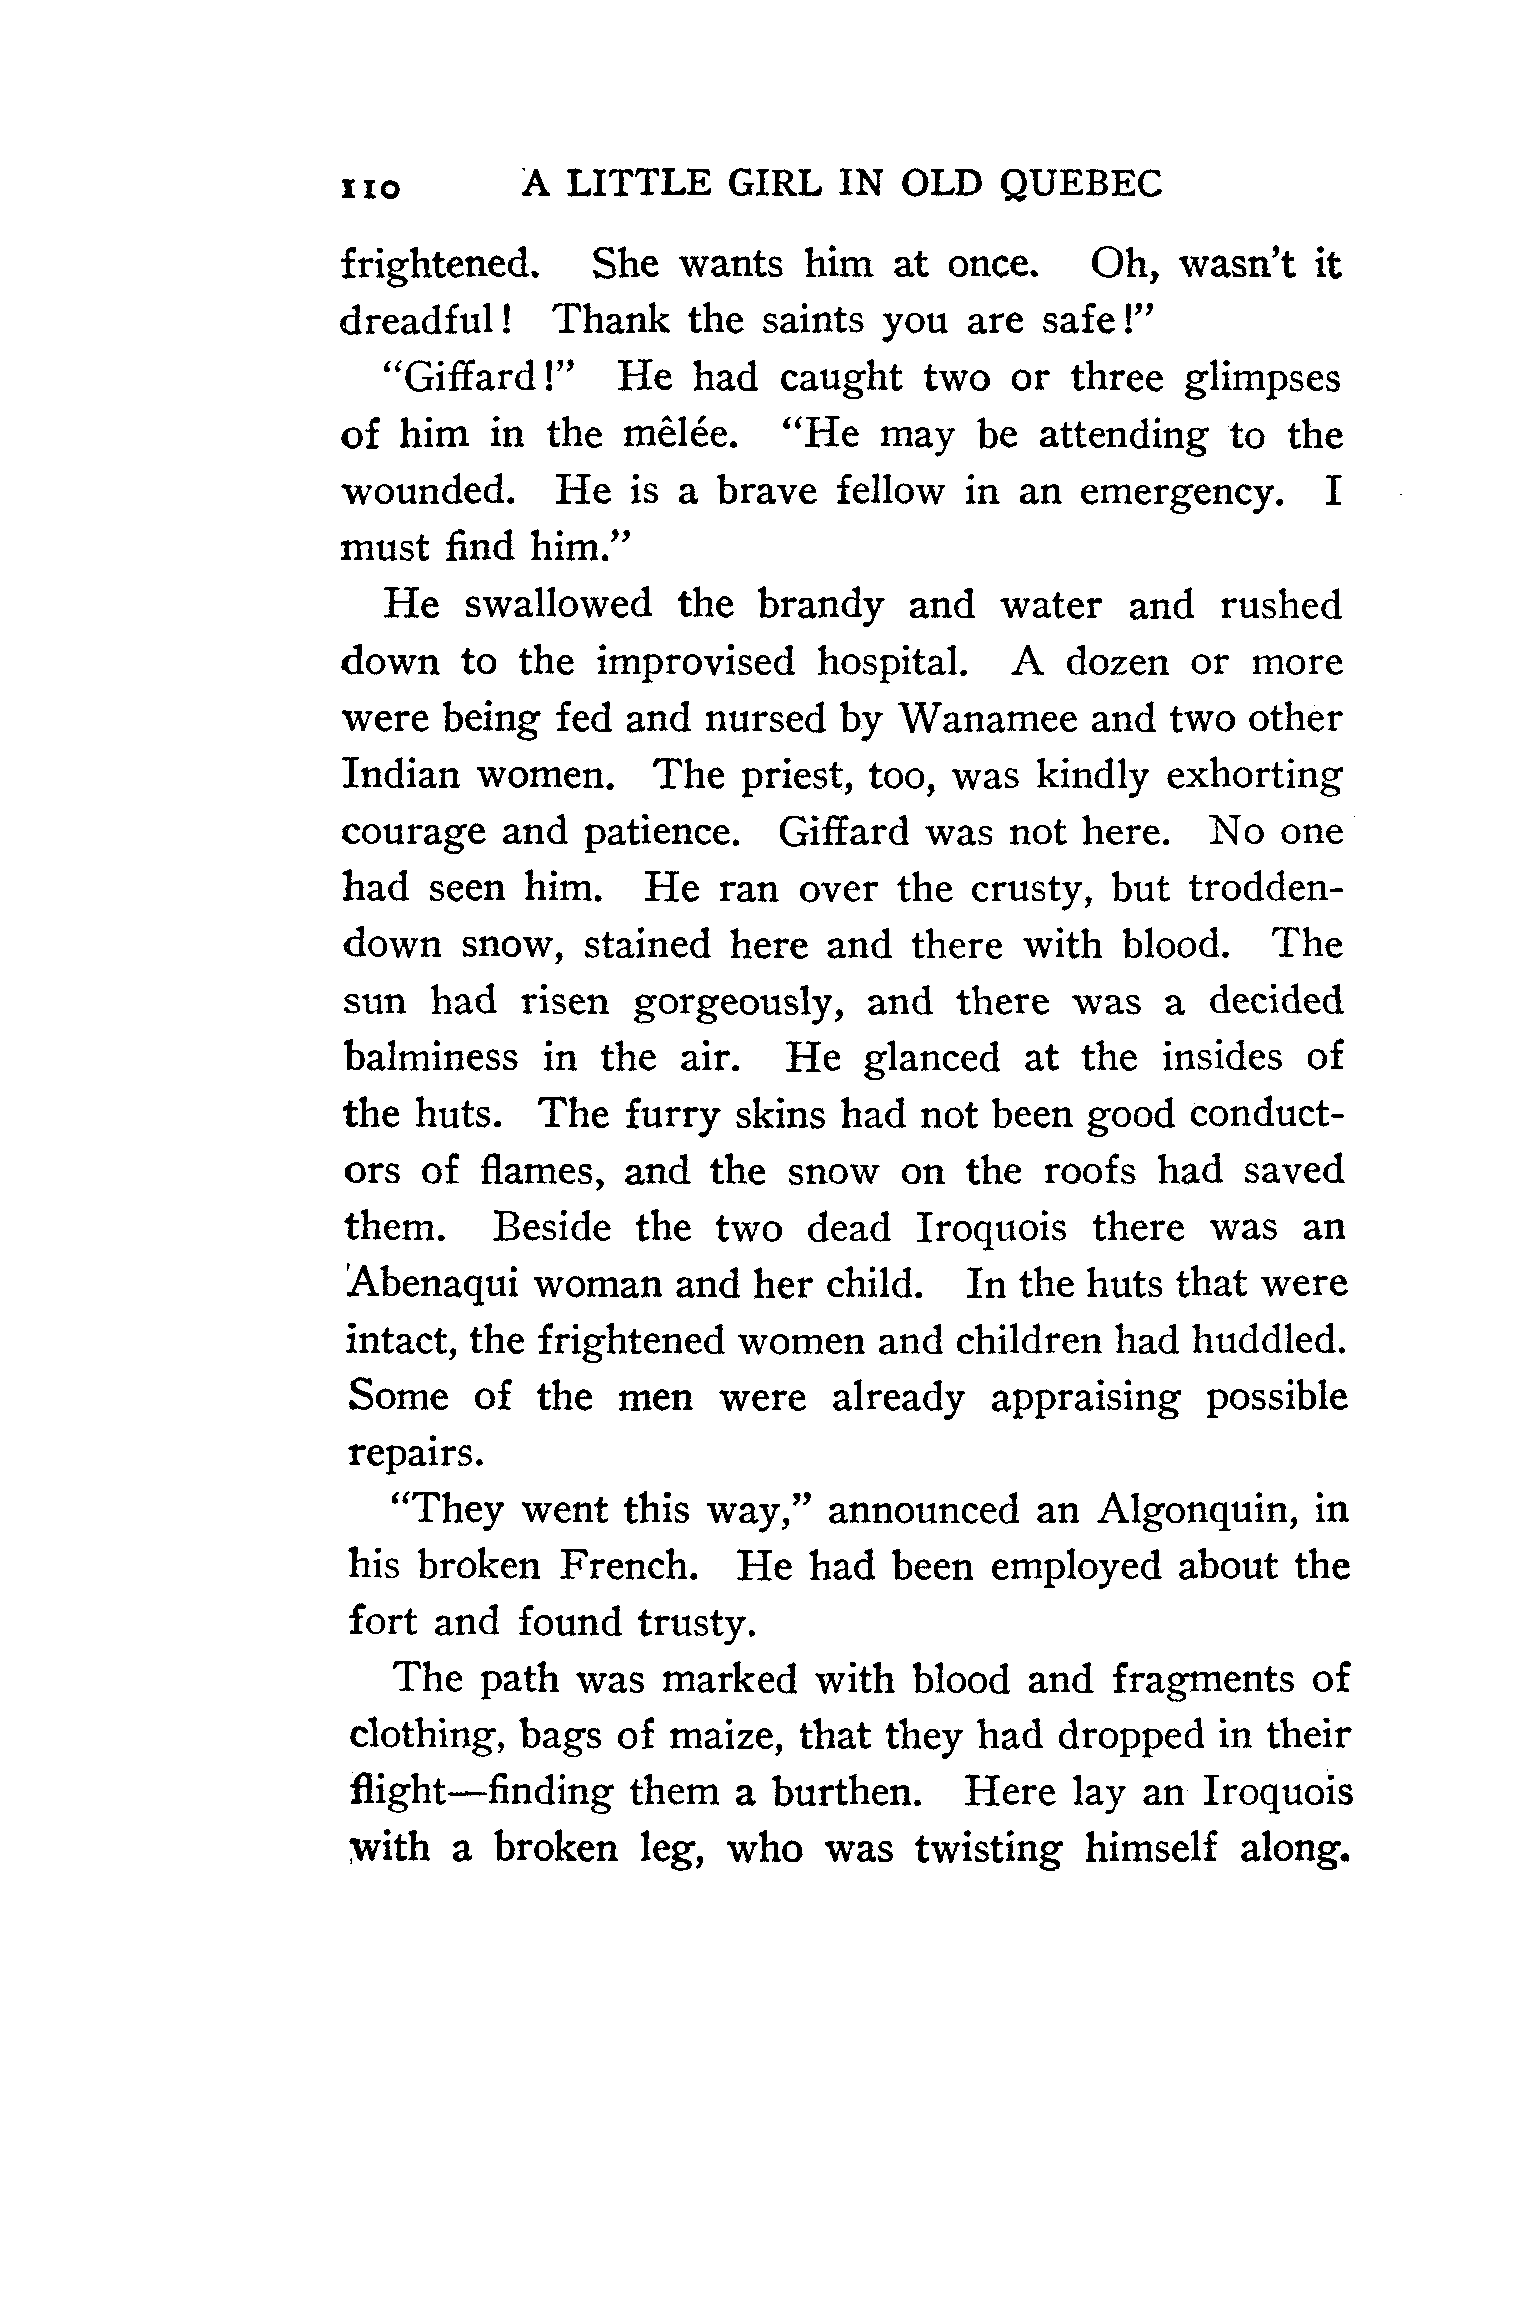 110 A LITTLE GIRL IN OLD QUEBEC
frightened. She wants him at once. Oh, wasn't it
dreadful! Thank the saints you are safe!”
“Giffard!” He had caught two or three glimpses
of him in the mêlée. “He may be attending to the
wounded. He is a brave fellow in an emergency. I
must find him.”
He swallowed the brandy and water and rushed
down to the improvised hospital. A dozen or more
were being fed and nursed by Wanamee and two other
Indian women. The priest, too, was kindly exhorting
courage and patience. Giffard was not here. No one
had seen him. He ran over the crusty, but trodden-
down snow, stained here and there with blood. The
sun had risen gorgeously, and there was a decided
balminess in the air. He glanced at the insides of
the huts. The furry skins had not been good conduct-
ors of flames, and the snow on the roofs had saved
them. Beside the two dead Iroquois there was an
Abenaqui woman and her child. In the huts that were
intact, the frightened women and children had huddled.
Some of the men were already appraising possible
repairs.
“They went this way,” announced an Algonquin, in
his broken French. He had been employed about the
fort and found trusty.
The path was marked with blood and fragments of
clothing, bags of maize, that they had dropped in their
flight—finding them a burthen. Here lay an Iroquois
with a broken leg, who was twisting himself along.